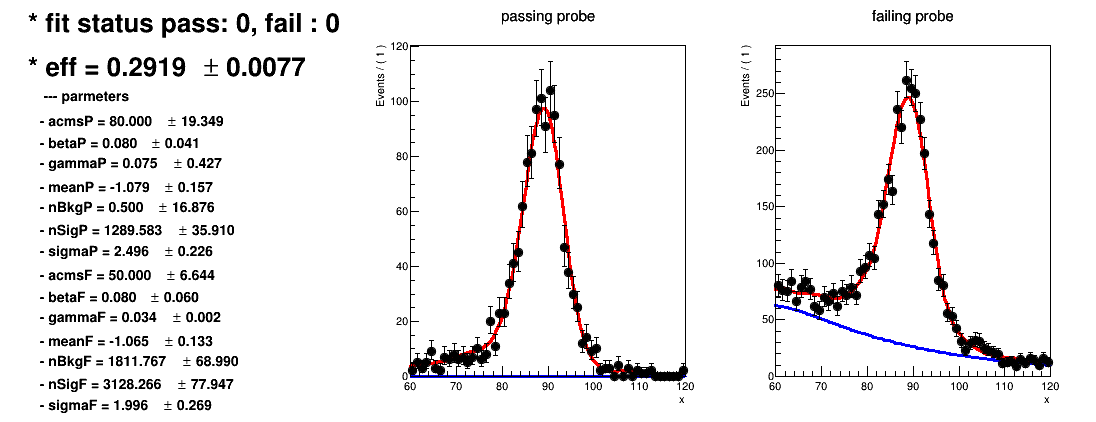 * fit status pass: 0, fail : 0
* eff = 0.2919 ± 0.0077
--- parmeters
- acmsP = 80.000 ± 19.349
- betaP = 0.080 ± 0.041
- gammaP = 0.075 ± 0.427
- meanP = -1.079 ± 0.157
- nBkgP = 0.500 ± 16.876
- nSigP = 1289.583 ± 35.910
- sigmaP = 2.496 ± 0.226
- acmsF = 50.000 ± 6.644
- betaF = 0.080 ± 0.060
- gammaF = 0.034 ± 0.002
- meanF = -1.065 ± 0.133
- nBkgF = 1811.767 ± 68.990
- nSigF = 3128.266 ± 77.947
- sigmaF = 1.996 ± 0.269
passing probe
Events / ( 1 )
120
100
80
60
40
20
0
60 70 80 90 100 110 120
x
failing probe
Events / ( 1 )
250
200
150
100
50
0
60 70 80 90 100 110 120
x